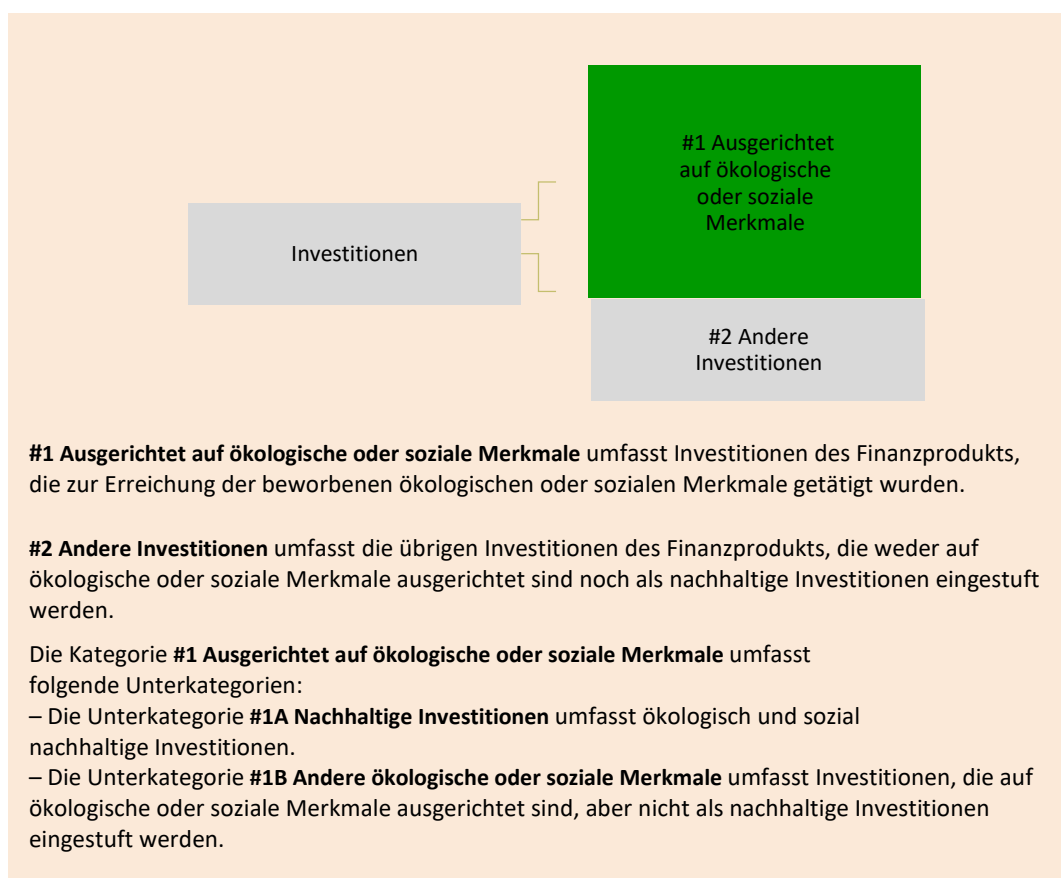 #1 Ausgerichtet
auf ökologische
oder soziale
Merkmale
Investitionen
#2 Andere
Investitionen
#1 Ausgerichtet auf ökologische oder soziale Merkmale umfasst Investitionen des Finanzprodukts,
die zur Erreichung der beworbenen ökologischen oder sozialen Merkmale getätigt wurden.
#2 Andere Investitionen umfasst die übrigen Investitionen des Finanzprodukts, die weder auf
ökologische oder soziale Merkmale ausgerichtet sind noch als nachhaltige Investitionen eingestuft
werden.
Die Kategorie #1 Ausgerichtet auf ökologische oder soziale Merkmale umfasst
folgende Unterkategorien:
– Die Unterkategorie #1A Nachhaltige Investitionen umfasst ökologisch und sozial
nachhaltige Investitionen.
– Die Unterkategorie #1B Andere ökologische oder soziale Merkmale umfasst Investitionen, die auf
ökologische oder soziale Merkmale ausgerichtet sind, aber nicht als nachhaltige Investitionen
eingestuft werden.